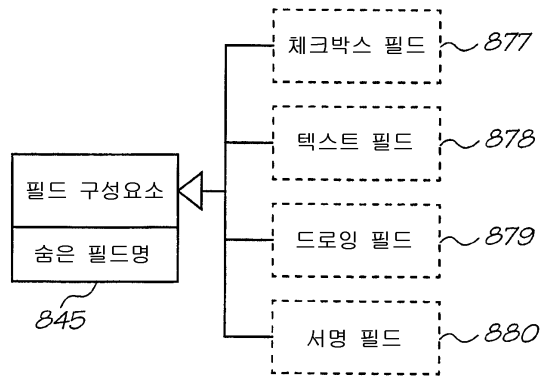 체크박스 필드
877
텍스트 필드
878
필드 구성요소
숨은 필드명
845
드로잉 필드
879
서명 필드
880